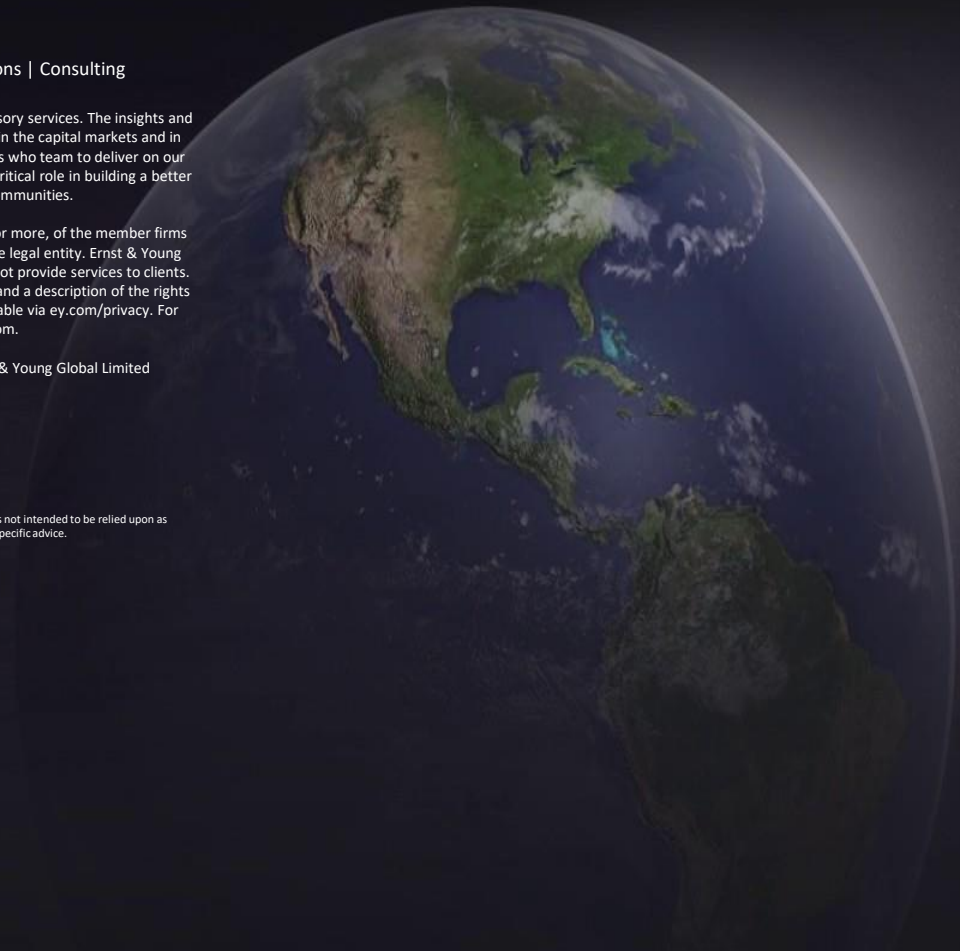 ons | Consulting
sory services. The insights and
n the capital markets and in
s who team to deliver on our
ritical role in building a better
mmunities.
or more, of the member firms
e legal entity. Ernst & Young
ot provide services to clients.
and a description of the rights
able via ey.com/privacy. For
om.
& Young Global Limited
s not intended to be relied upon as
pecific advice.